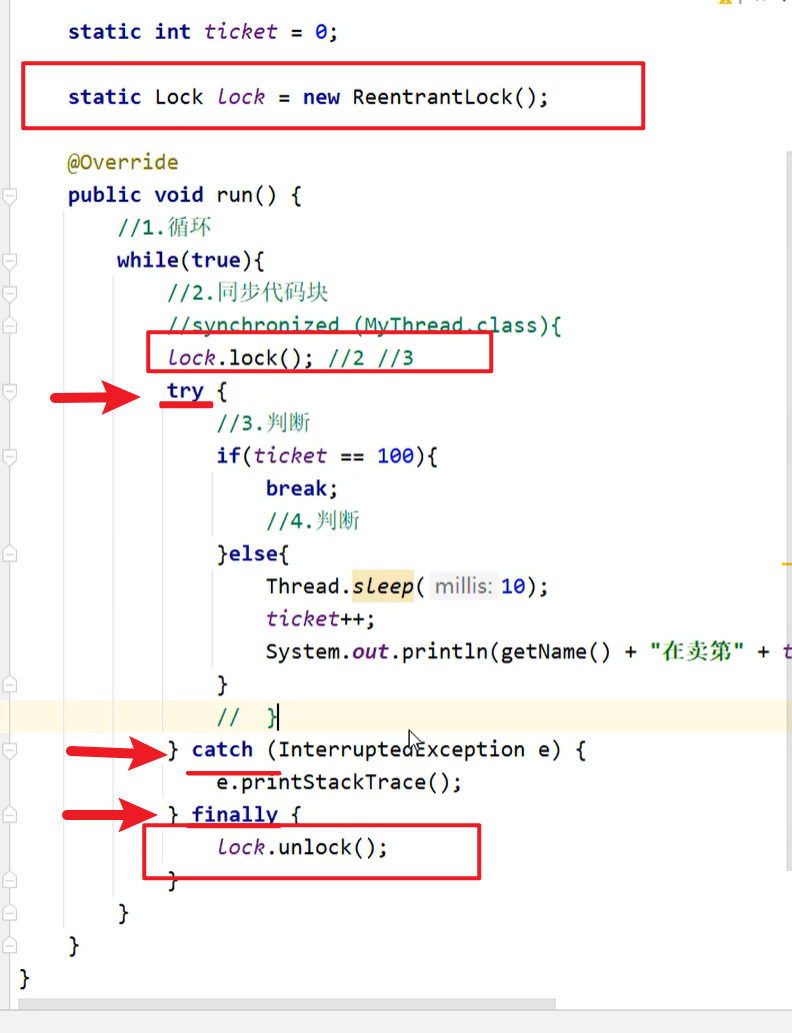 static int ticket = 0;
static Lock lock = new ReentrantLock();
@Override
public void run() {
//1.循环
while(true){
//2.同步代码块
//synchronized (MyThread.class){
lock.lock(); //2 //3
try {
//3.判断
if(ticket == 100){
break;
//4.判断
}else{
Thread.sleep( millis: 10);
ticket++;
System.out.println(getName() + "在卖第" + t
}
// }
} catch (InterruptedException e) {
e.printStackTrace();
} finally {
lock.unlock();
}
}
}
}